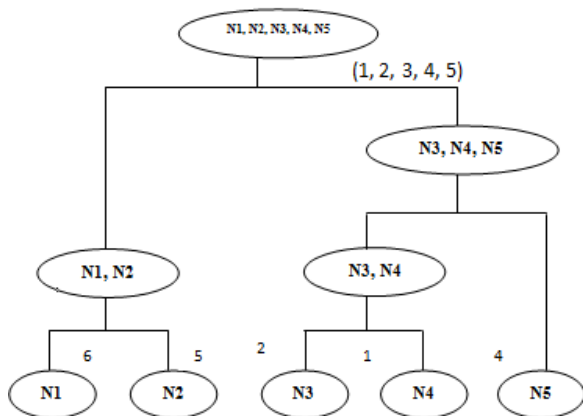 N1, N2, N3, N4, N5
(1, 2, 3, 4, 5)
N3, N4, N5
N1, N2
N3, N4
6
5
2
1
4
N1
N2
N3
N4
N5